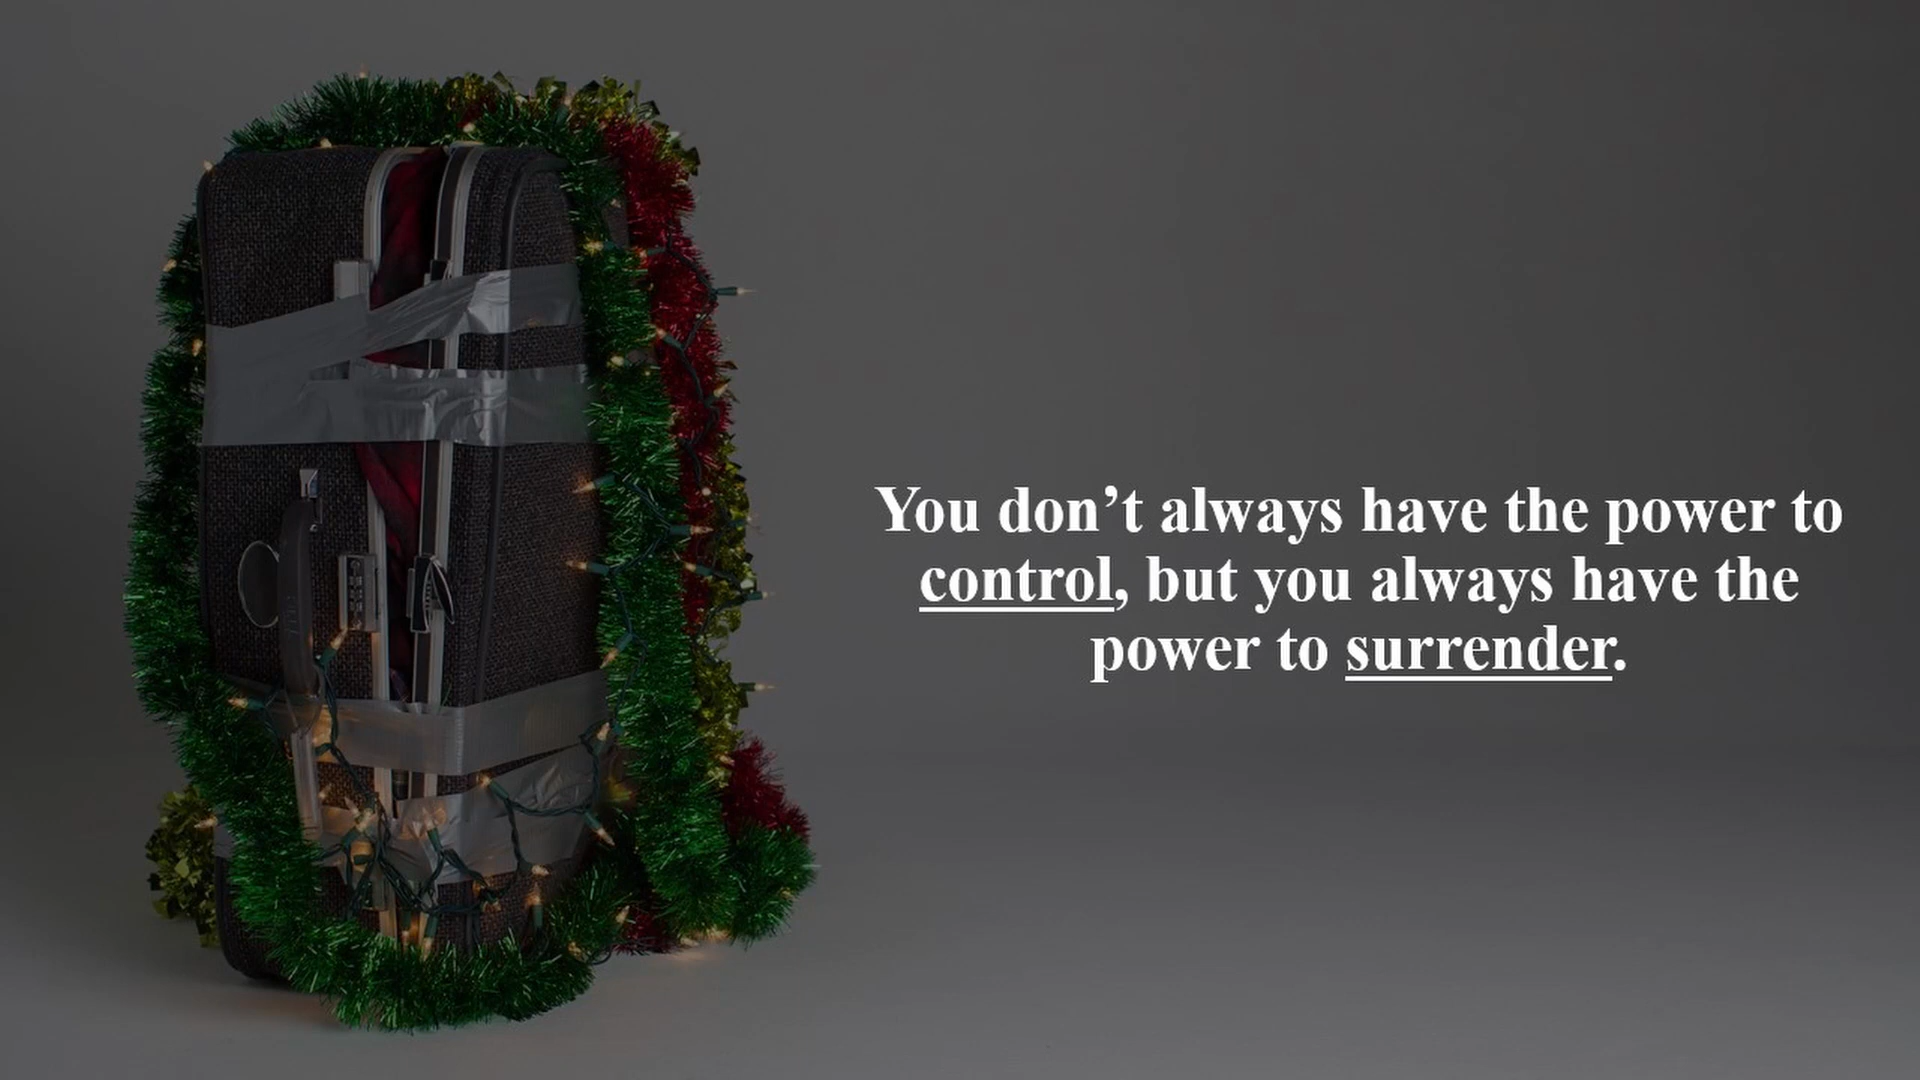 You don’t always have the power to
control, but you always have the
power to surrender.